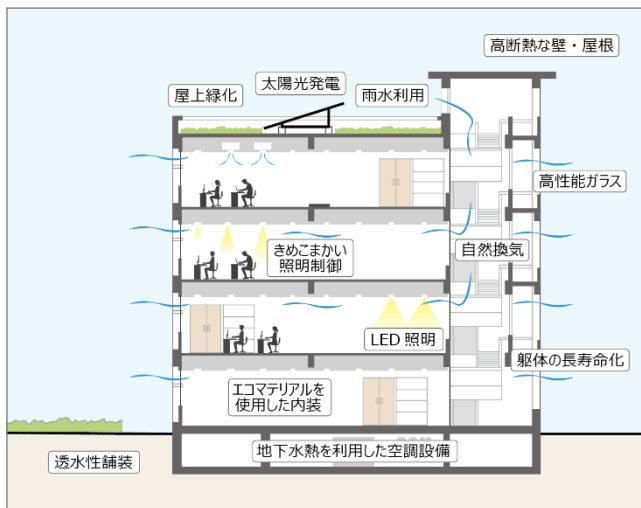 高断熱な壁・屋根
太陽光発電
屋上緑化
雨水利用
高性能ガラス
きめこまかい
照明制御
自然換気
LED 照明
躯体の長寿命化
エコマテリアルを
使用した内装
地下水熱を利用した空調設備
透水性舗装